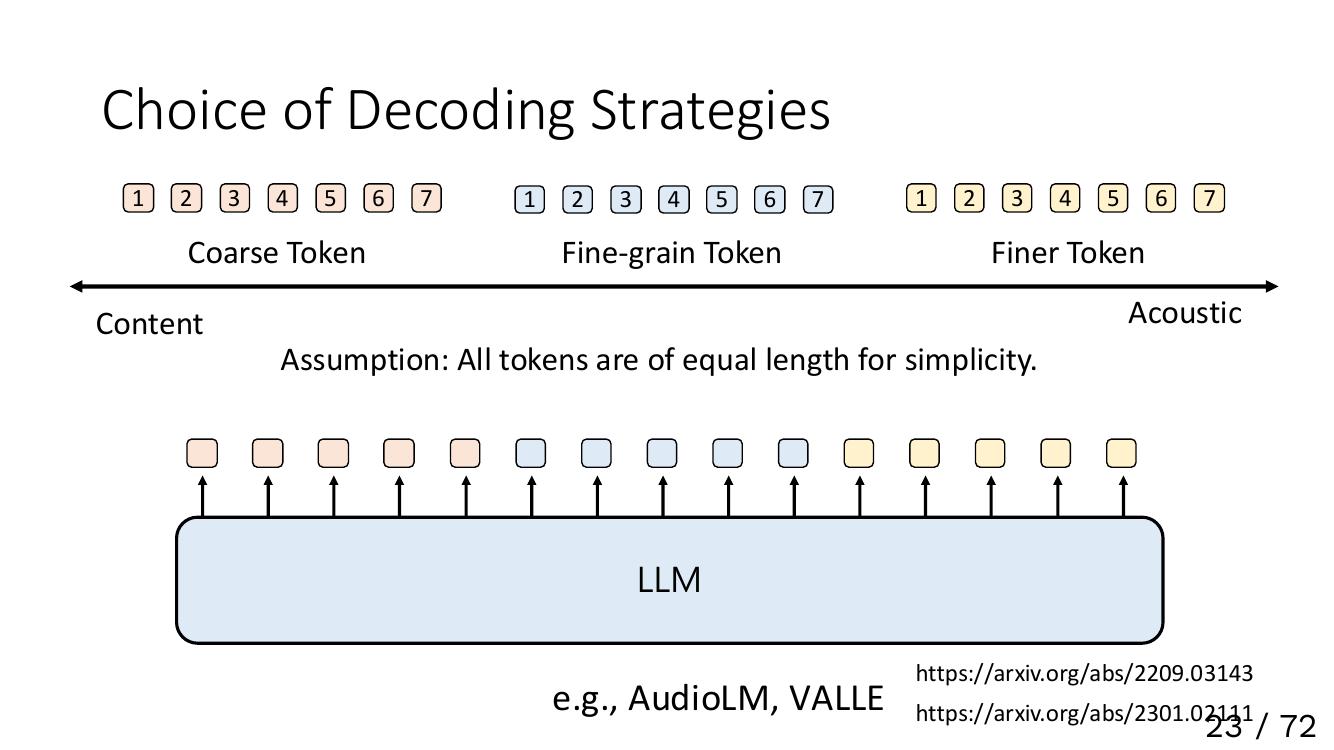 Choice of Decoding Strategies
1 2 3 4 5 6 7 1 2 3 4 5 6 7 1 2 3 4 5 6 7
Coarse Token Fine-grain Token Finer Token
Content Acoustic
Assumption: All tokens are of equal length for simplicity.
LLM
e.g., AudioLM, VALLE
https://arxiv.org/abs/2209.03143
https://arxiv.org/abs/2301.02111
23 / 72